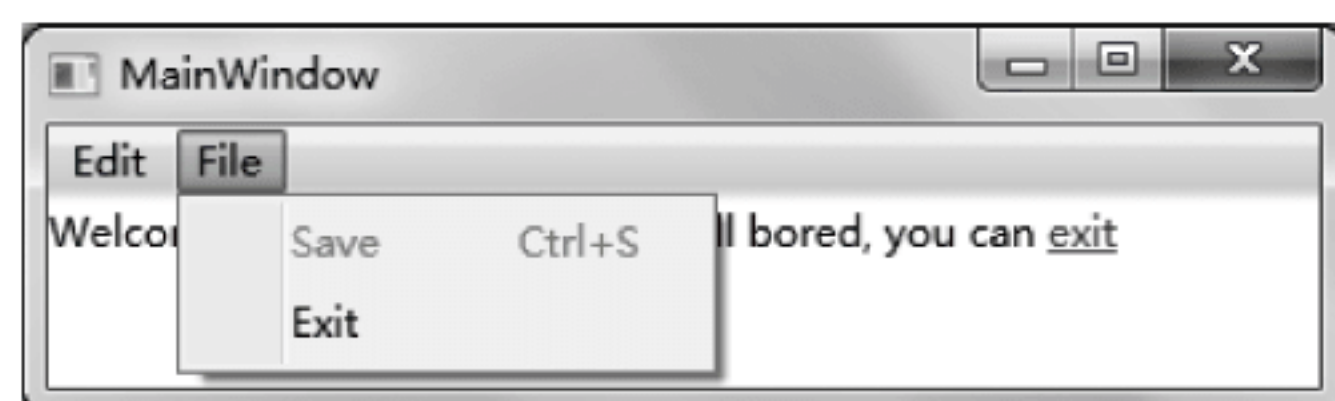 MainWindow
Edit File
Welco ll bored, you can exit
Save Ctrl+S
Exit